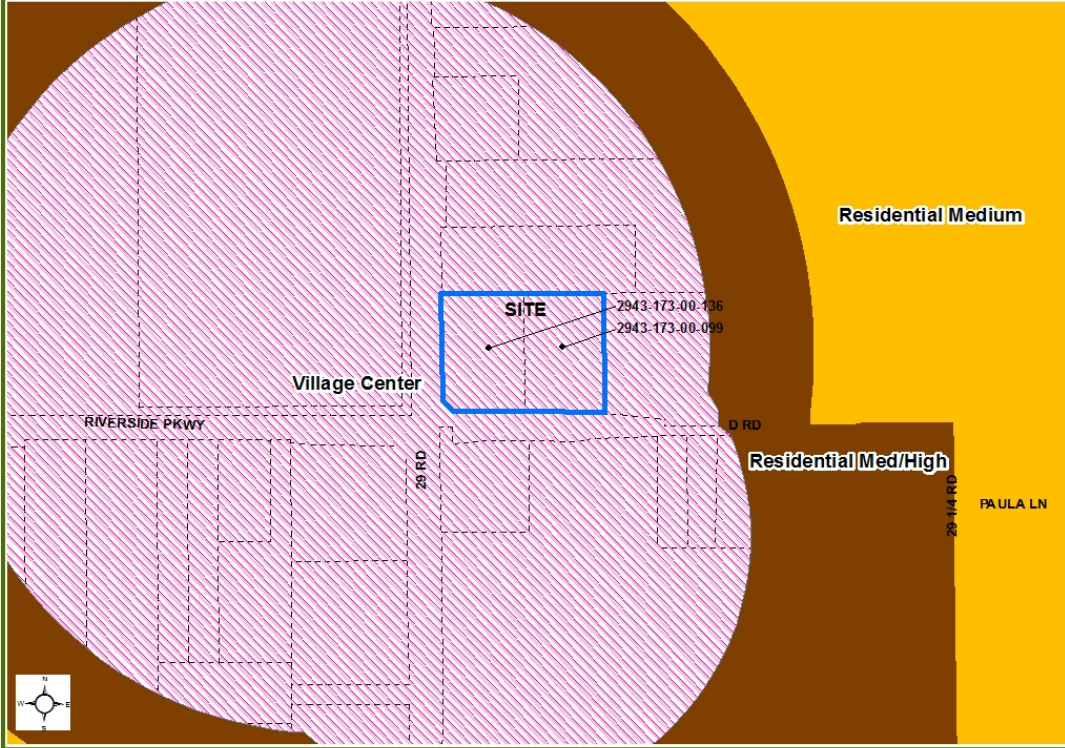 Residential Medium
SITE
2943-173-00-136
2943-173-00-099
Village Center
RIVERSIDE PKWY
D RD
29 RD
Residential Med/High
29 1/4 RD
PAULA LN
N
W E
S